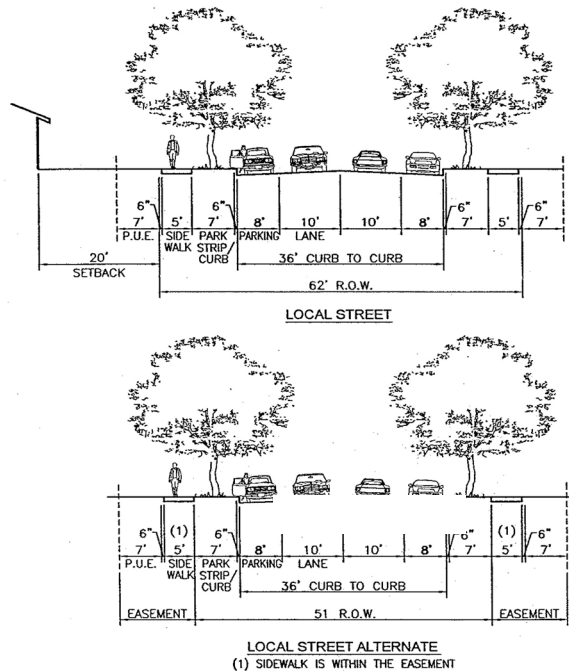 6" 6" 6" 6"
7' 5' 7' 8' 10' 10' 8' 7' 5' 7'
P.U.E. SIDE PARK PARKING LANE
WALK STRIP/
CURB
20' 36' CURB TO CURB
SETBACK
62' R.O.W.
LOCAL STREET
6" (1) 6" 6" (1) 6"
7' 5' 7' 8' 10' 10' 8' 7' 5' 7'
P.U.E. SIDE PARK PARKING LANE
WALK STRIP/
CURB
36' CURB TO CURB
EASEMENT 51 R.O.W. EASEMENT
LOCAL STREET ALTERNATE
(1) SIDEWALK IS WITHIN THE EASEMENT